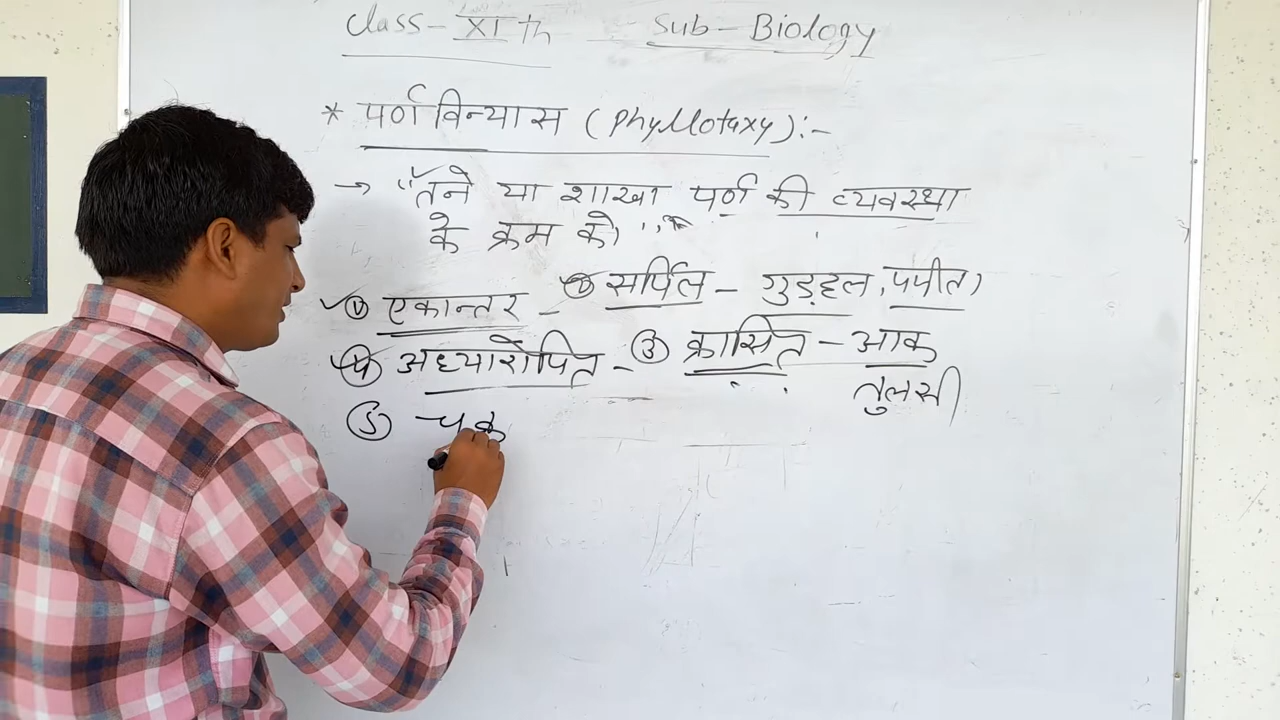 Class - XI th Sub - Biology
* पर्ण विन्यास (Phyllotaxy) :-
→ "तने या शाखा पर्ण की व्यवस्था
के क्रम को"
① एकान्तर - ② सर्पिल - गुड़हल, पपीता
④ अध्यारोपित - ③ क्रासित - आक
तुलसी
⑤ चक्र